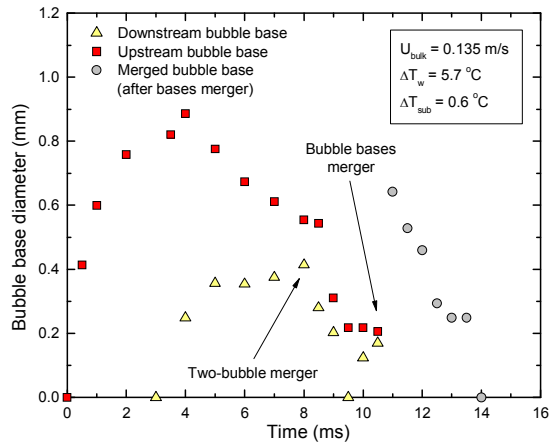 Downstream bubble base
Upstream bubble base
Merged bubble base
(after bases merger)
U_bulk = 0.135 m/s
ΔT_w = 5.7 °C
ΔT_sub = 0.6 °C
Bubble bases
merger
Two-bubble merger
1.2
1.0
0.8
0.6
0.4
0.2
0.0
Bubble base diameter (mm)
0 2 4 6 8 10 12 14 16
Time (ms)